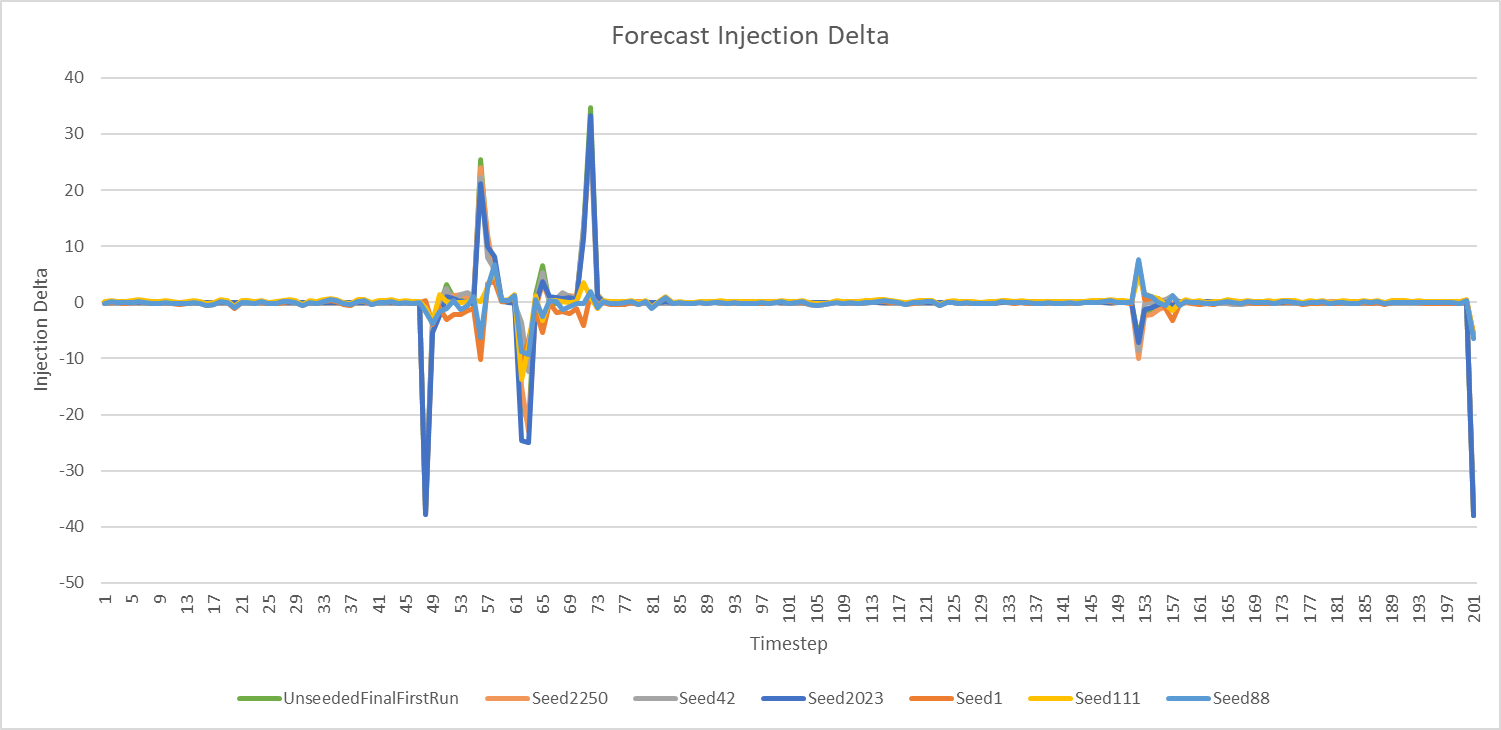 Forecast Injection Delta
40
30
20
10
0
-10
-20
-30
-40
-50
Injection Delta
1 5 9 13 17 21 25 29 33 37 41 45 49 53 57 61 65 69 73 77 81 85 89 93 97 101 105 109 113 117 121 125 129 133 137 141 145 149 153 157 161 165 169 173 177 181 185 189 193 197 201
Timestep
UnseededFinalFirstRun Seed2250 Seed42 Seed2023 Seed1 Seed111 Seed88